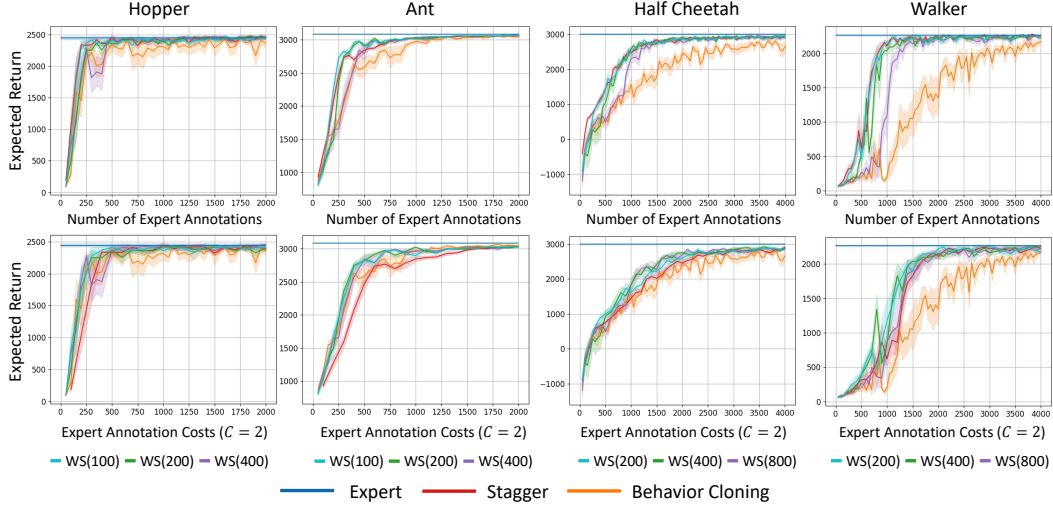 Hopper Ant Half Cheetah Walker
Expected Return
2500 2000 1500 1000 500 0
3000 2500 2000 1500 1000
3000 2000 1000 0 −1000
2000 1500 1000 500 0
0 250 500 750 1000 1250 1500 1750 2000
0 250 500 750 1000 1250 1500 1750 2000
0 500 1000 1500 2000 2500 3000 3500 4000
0 500 1000 1500 2000 2500 3000 3500 4000
Number of Expert Annotations Number of Expert Annotations Number of Expert Annotations Number of Expert Annotations
Expected Return
2500 2000 1500 1000 500 0
3000 2500 2000 1500 1000
3000 2000 1000 0 −1000
2000 1500 1000 500 0
0 250 500 750 1000 1250 1500 1750 2000
0 250 500 750 1000 1250 1500 1750 2000
0 500 1000 1500 2000 2500 3000 3500 4000
0 500 1000 1500 2000 2500 3000 3500 4000
Expert Annotation Costs (C = 2) Expert Annotation Costs (C = 2) Expert Annotation Costs (C = 2) Expert Annotation Costs (C = 2)
WS(100) WS(200) WS(400) WS(100) WS(200) WS(400) WS(200) WS(400) WS(800) WS(200) WS(400) WS(800)
Expert Stagger Behavior Cloning